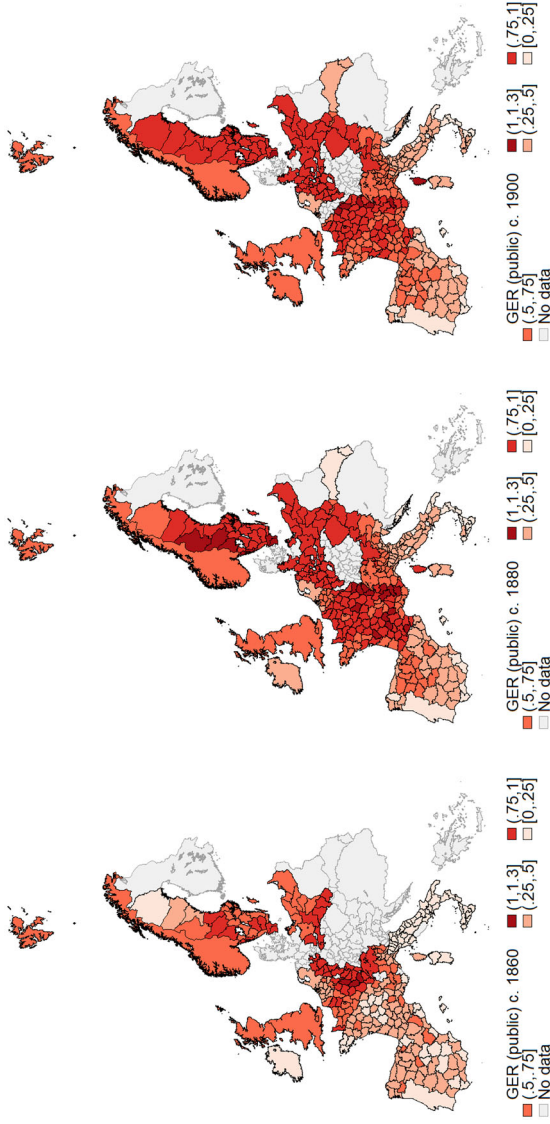 GER (public) c. 1860
(1,1.3] (.75,1]
(.5,.75] (.25,.5] [0,.25]
No data
GER (public) c. 1880
(1,1.3] (.75,1]
(.5,.75] (.25,.5] [0,.25]
No data
GER (public) c. 1900
(1,1.3] (.75,1]
(.5,.75] (.25,.5] [0,.25]
No data